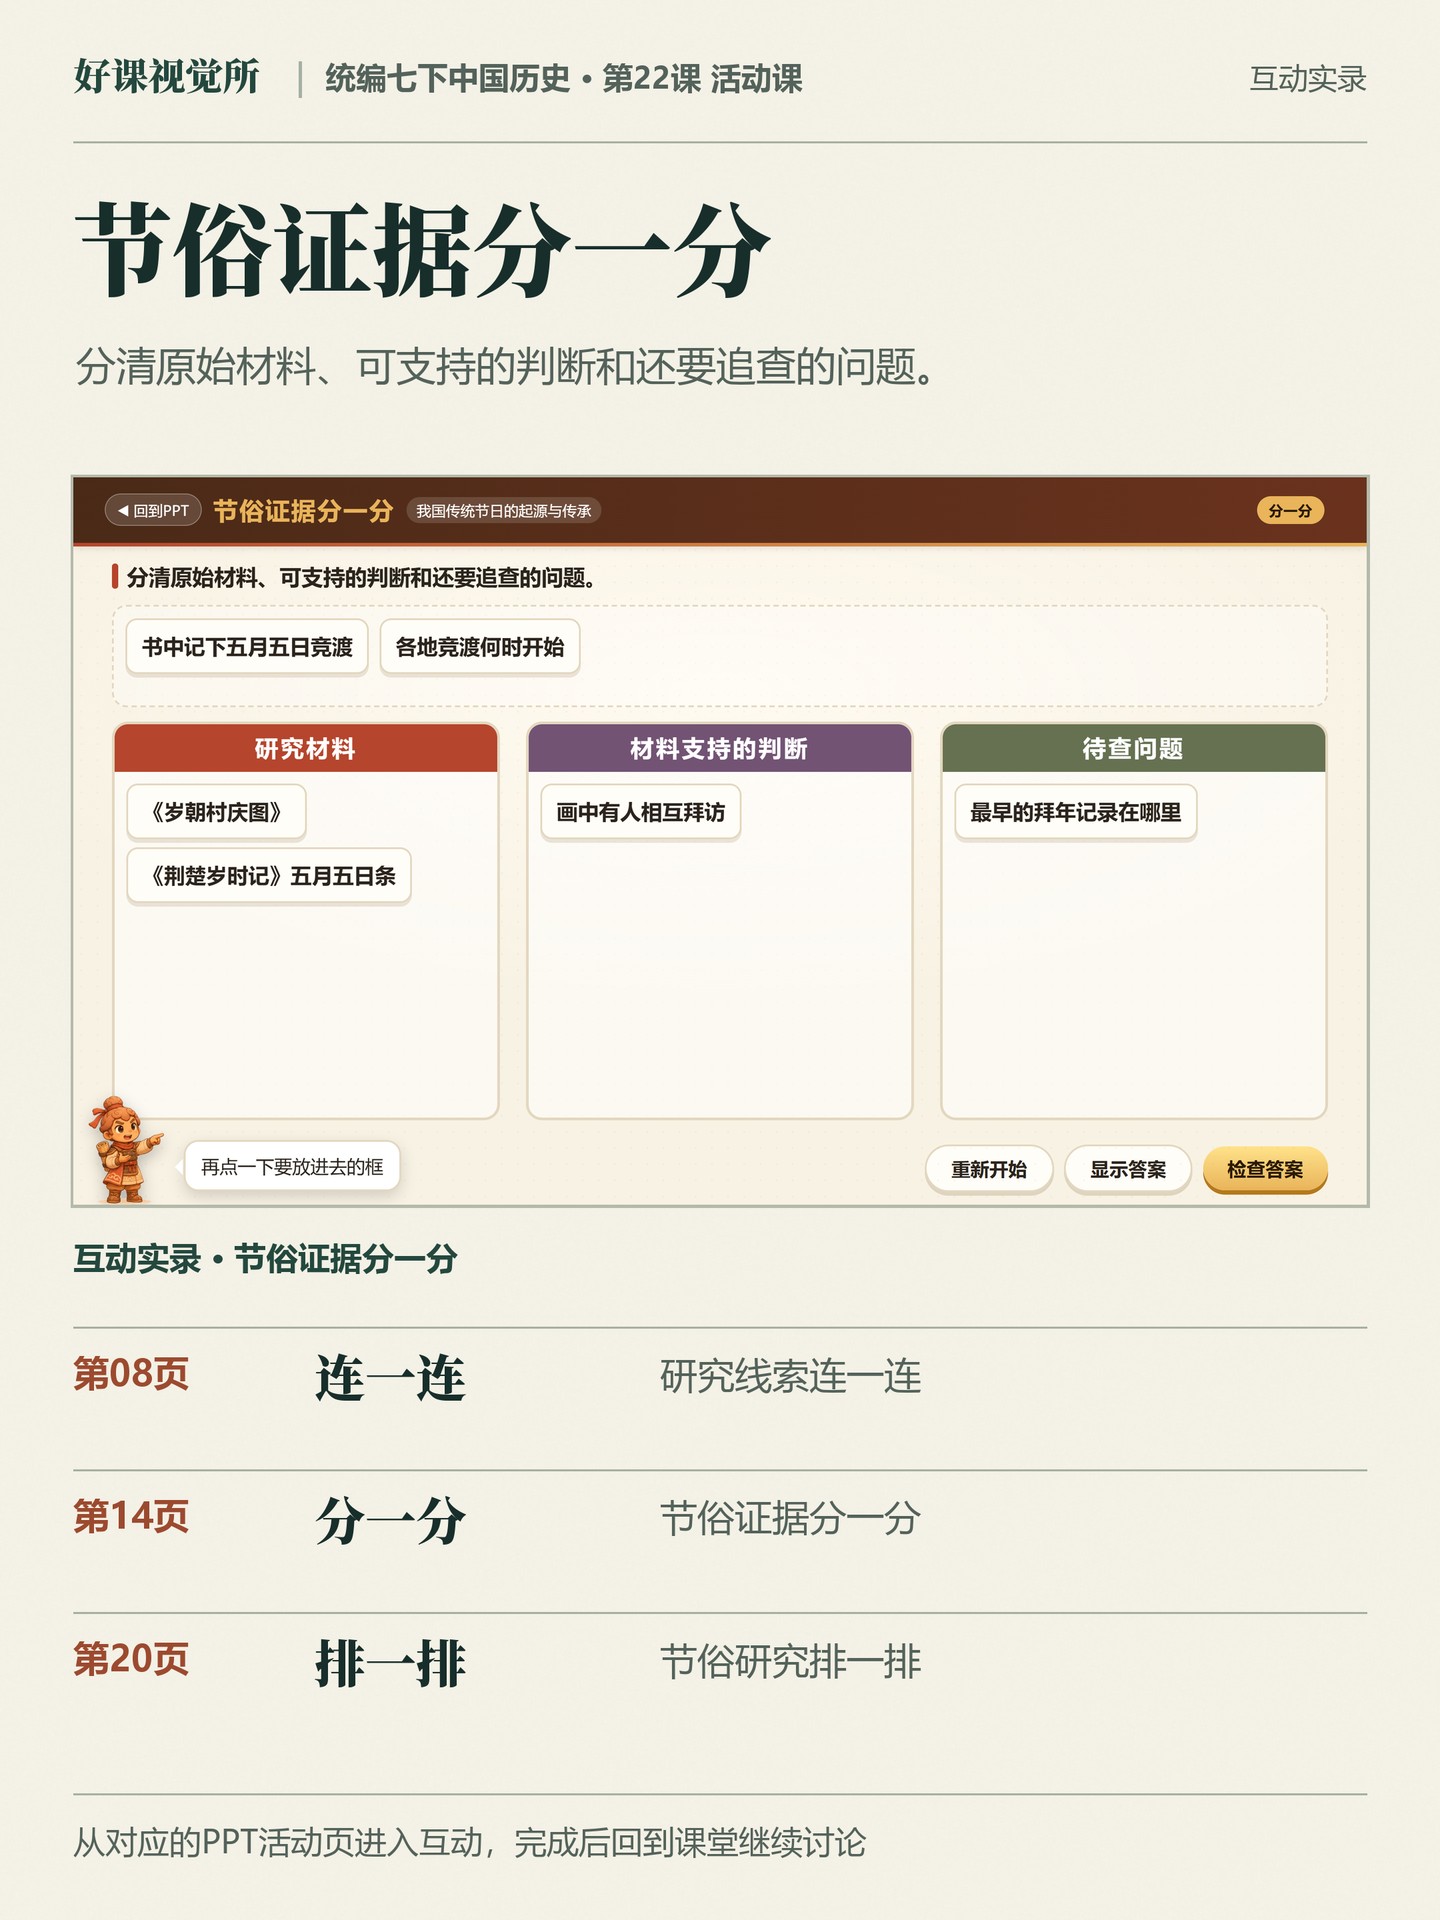 好课视觉所 | 统编七下中国历史·第22课 活动课
互动实录
节俗证据分一分
分清原始材料、可支持的判断和还要追查的问题。
◀ 回到PPT 节俗证据分一分 我国传统节日的起源与传承 分一分
分清原始材料、可支持的判断和还要追查的问题。
书中记下五月五日竞渡 各地竞渡何时开始
研究材料 材料支持的判断 待查问题
《岁朝村庆图》 画中有人相互拜访 最早的拜年记录在哪里
《荆楚岁时记》五月五日条
再点一下要放进去的框 重新开始 显示答案 检查答案
互动实录·节俗证据分一分
第08页 连一连 研究线索连一连
第14页 分一分 节俗证据分一分
第20页 排一排 节俗研究排一排
从对应的PPT活动页进入互动，完成后回到课堂继续讨论